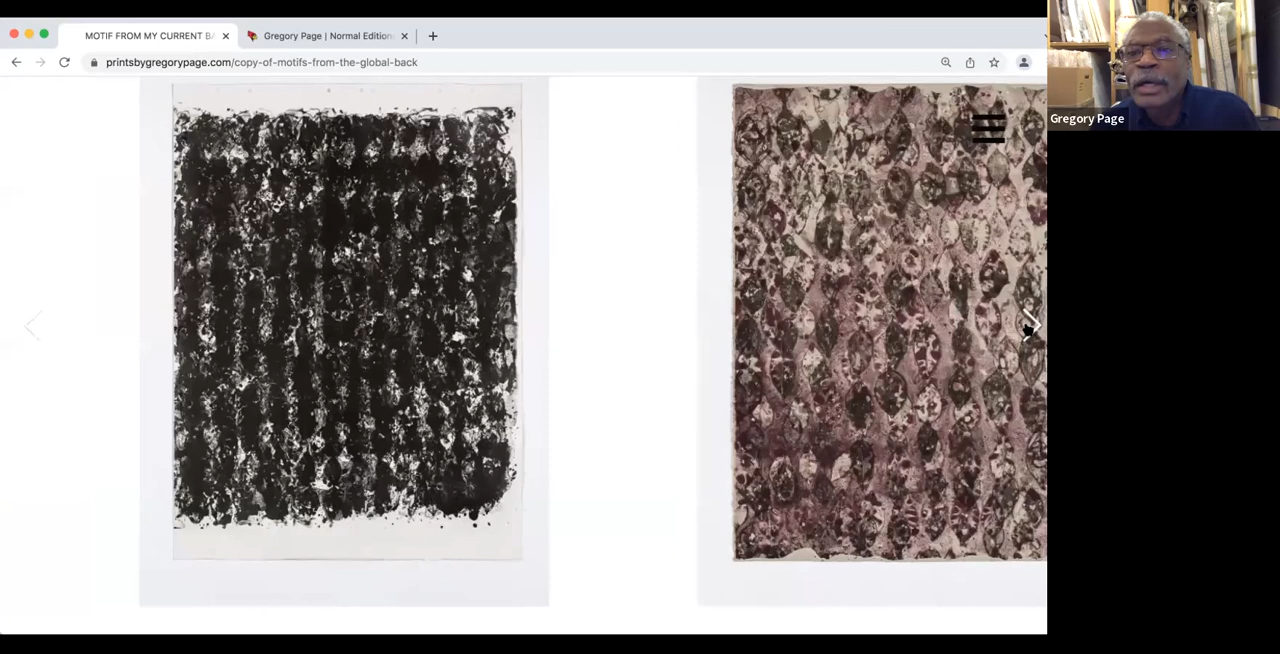 MOTIF FROM MY CURRENT BA
Gregory Page | Normal Edition
printsbygregorypage.com/copy-of-motifs-from-the-global-back
Gregory Page